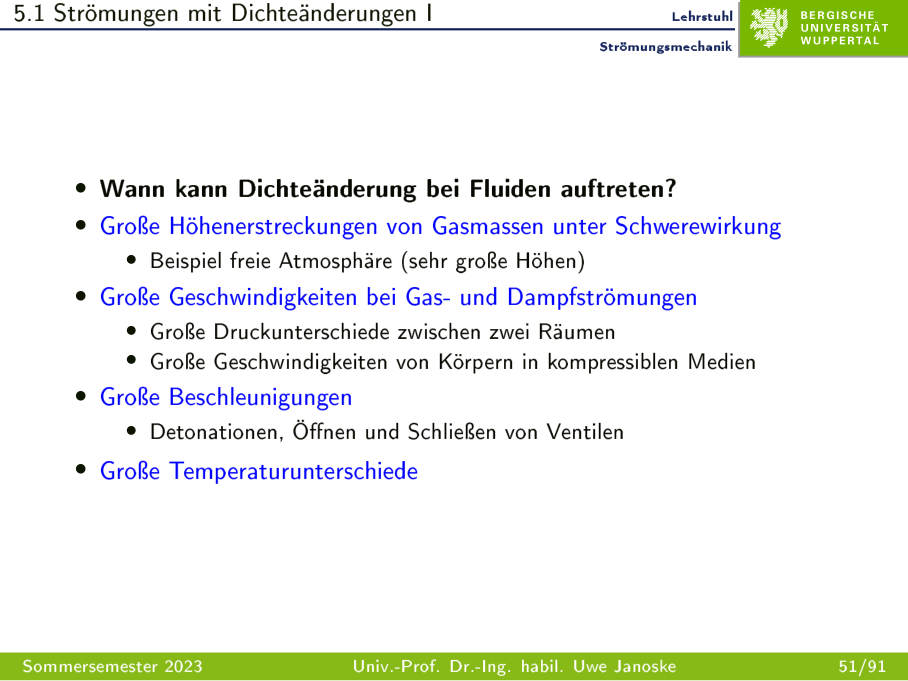 5.1 Strömungen mit Dichteänderungen I
Lehrstuhl
Strömungsmechanik
BERGISCHE
UNIVERSITÄT
WUPPERTAL
• Wann kann Dichteänderung bei Fluiden auftreten?
• Große Höhenerstreckungen von Gasmassen unter Schwerewirkung
• Beispiel freie Atmosphäre (sehr große Höhen)
• Große Geschwindigkeiten bei Gas- und Dampfströmungen
• Große Druckunterschiede zwischen zwei Räumen
• Große Geschwindigkeiten von Körpern in kompressiblen Medien
• Große Beschleunigungen
• Detonationen, Öffnen und Schließen von Ventilen
• Große Temperaturunterschiede
Sommersemester 2023 Univ.-Prof. Dr.-Ing. habil. Uwe Janoske 51/91